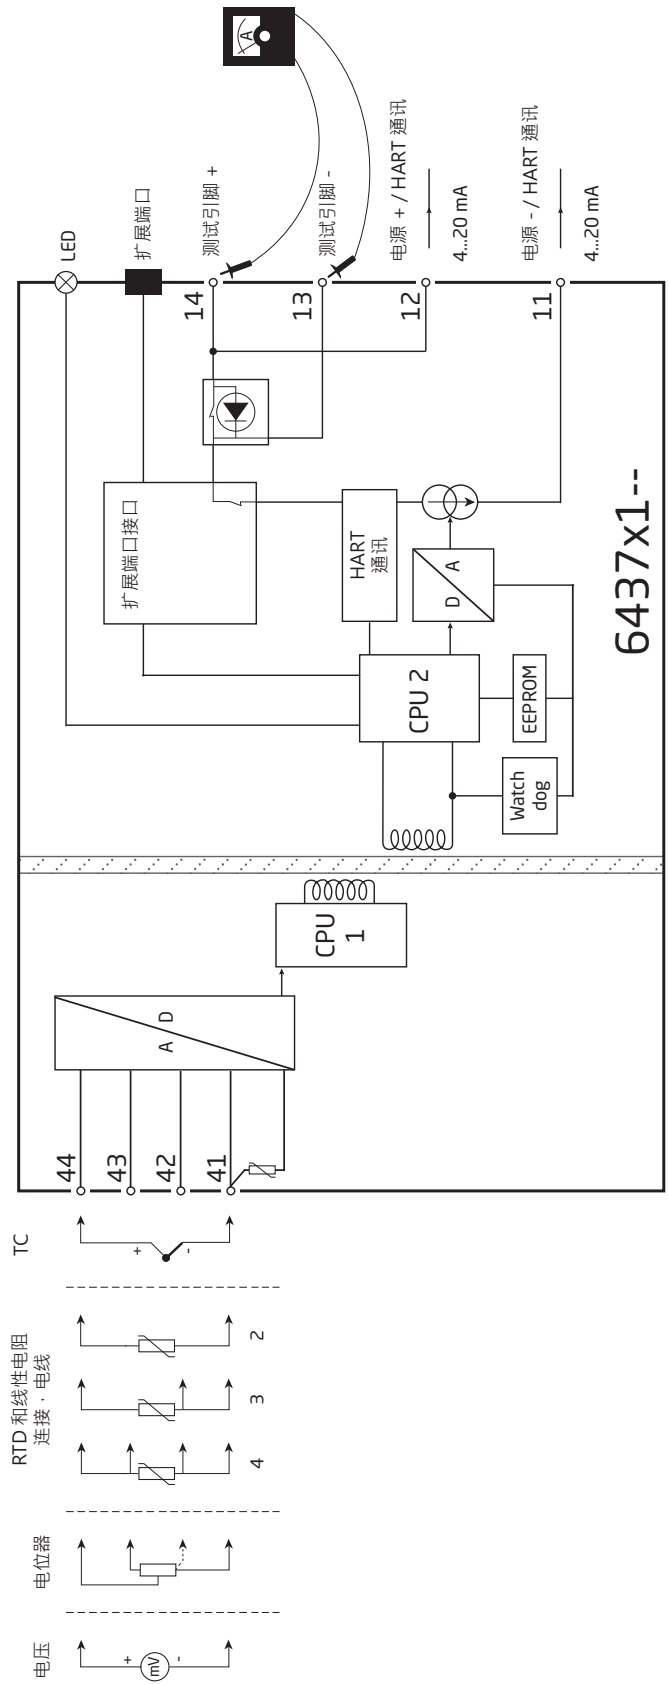 电压
+
mV
-
电位器
RTD 和线性电阻
连接 · 电线
4
3
2
TC
+
-
44
43
42
41
A
D
CPU
1
LED
扩展端口
扩展端口接口
CPU 2
HART
通讯
D
A
EEPROM
Watch
dog
14
13
12
11
测试引脚 +
测试引脚 -
A
电源 + / HART 通讯
4...20 mA
电源 - / HART 通讯
4...20 mA
6437x1--